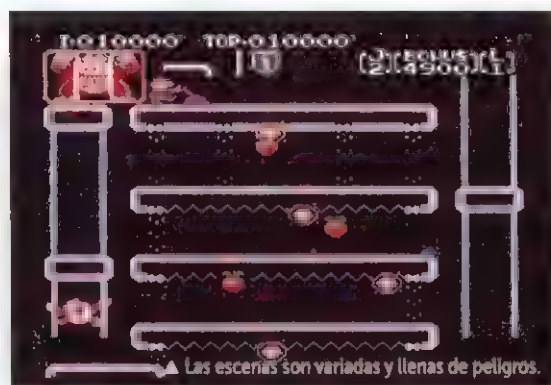 I:010000 TOP:010000
▲ Las escenas son variadas y llenas de peligros.